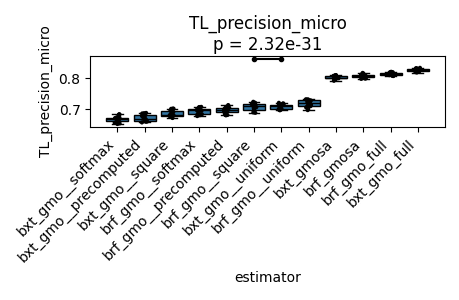 TL_precision_micro
p = 2.32e-31
TL_precision_micro
0.8
0.7
bxt_gmo__softmax
bxt_gmo__precomputed
bxt_gmo__square
brf_gmo__softmax
brf_gmo__precomputed
brf_gmo__square
bxt_gmo__uniform
brf_gmo__uniform
bxt_gmosa
brf_gmosa
brf_gmo_full
bxt_gmo_full
estimator